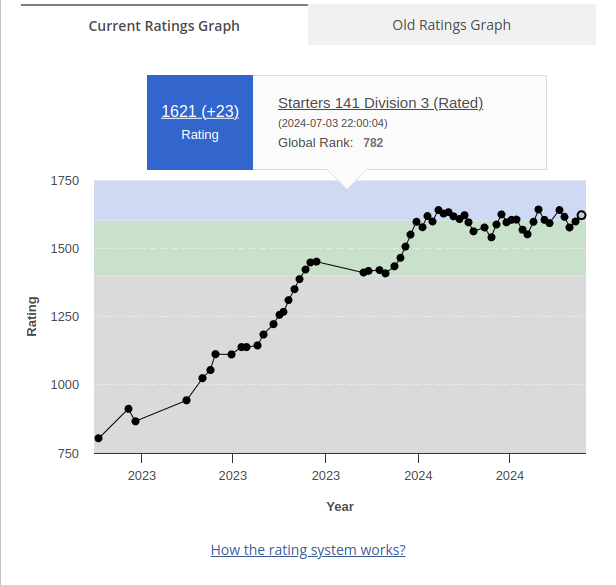 Current Ratings Graph
Old Ratings Graph
1621 (+23)
Rating
Starters 141 Division 3 (Rated)
(2024-07-03 22:00:04)
Global Rank: 782
1750
1500
1250
1000
750
Rating
2023
2023
2023
2024
2024
Year
How the rating system works?